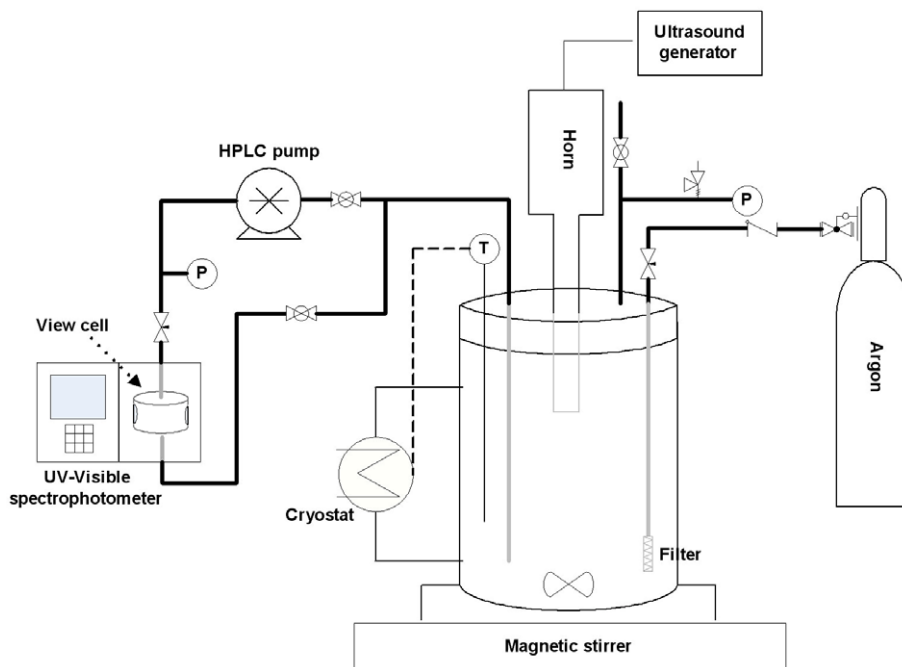 Ultrasound
generator
Horn
HPLC pump
P
T
P
View cell
Argon
UV-Visible
spectrophotometer
Cryostat
Filter
Magnetic stirrer